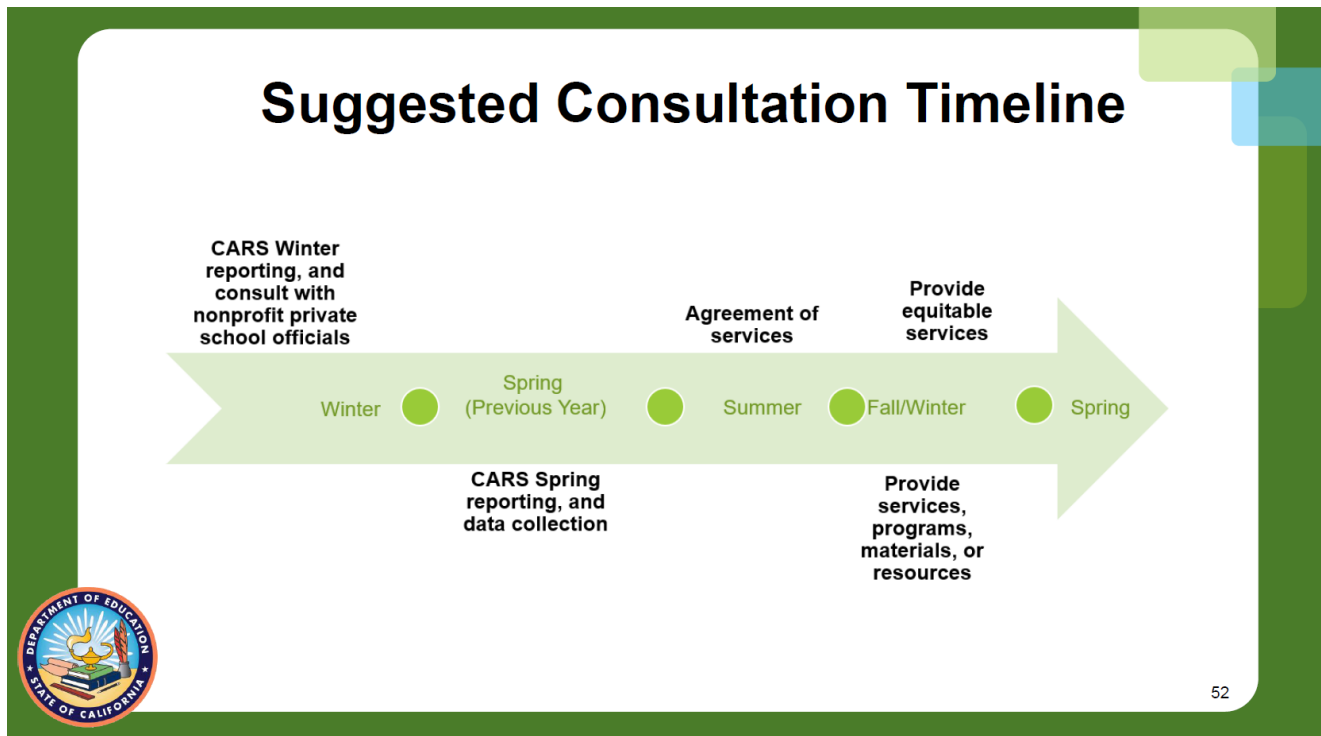 Suggested Consultation Timeline
CARS Winter
reporting, and
consult with
nonprofit private
school officials
Agreement of
services
Provide
equitable
services
Winter
Spring
(Previous Year)
Summer
Fall/Winter
Spring
CARS Spring
reporting, and
data collection
Provide
services,
programs,
materials, or
resources
DEPARTMENT OF EDUCATION
STATE OF CALIFORNIA
52